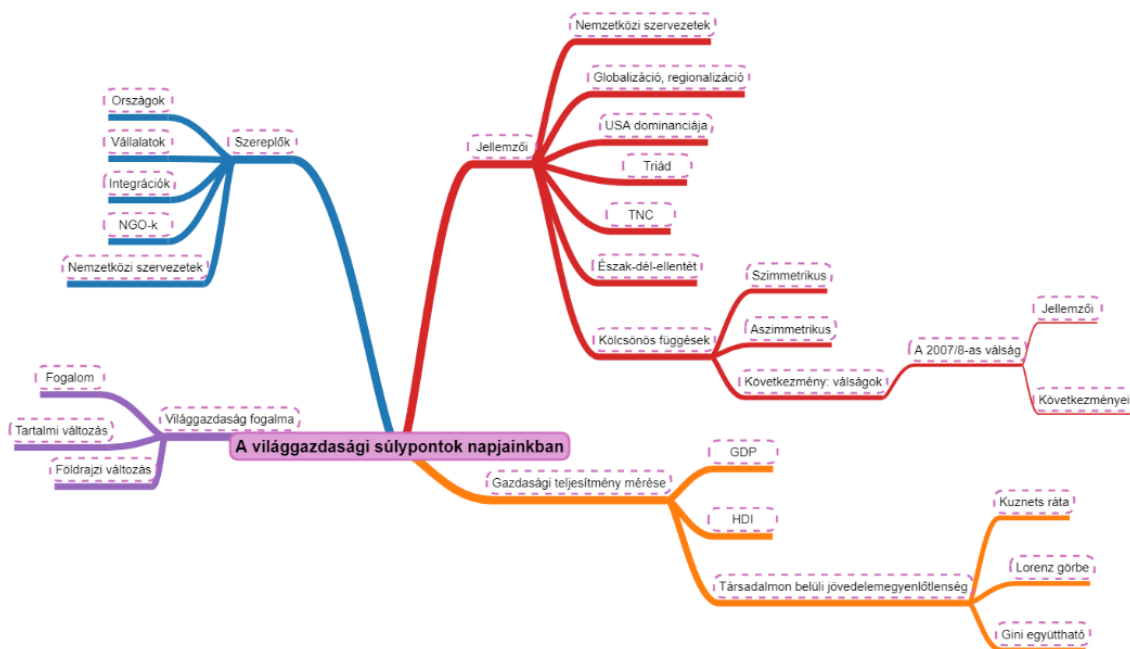 Nemzetközi szervezetek
Globalizáció, regionalizáció
USA dominanciája
Triád
TNC
Észak-dél-ellentét
Kölcsönös függések
Jellemzői
Szimmetrikus
Aszimmetrikus
Következmény: válságok
A 2007/8-as válság
Jellemzői
Következményei
Országok
Vállalatok
Integrációk
NGO-k
Nemzetközi szervezetek
Szereplők
Fogalom
Tartalmi változás
Földrajzi változás
Világgazdaság fogalma
A világgazdasági súlypontok napjainkban
Gazdasági teljesítmény mérése
GDP
HDI
Társadalmon belüli jövedelemegyenlőtlenség
Kuznets ráta
Lorenz görbe
Gini együttható